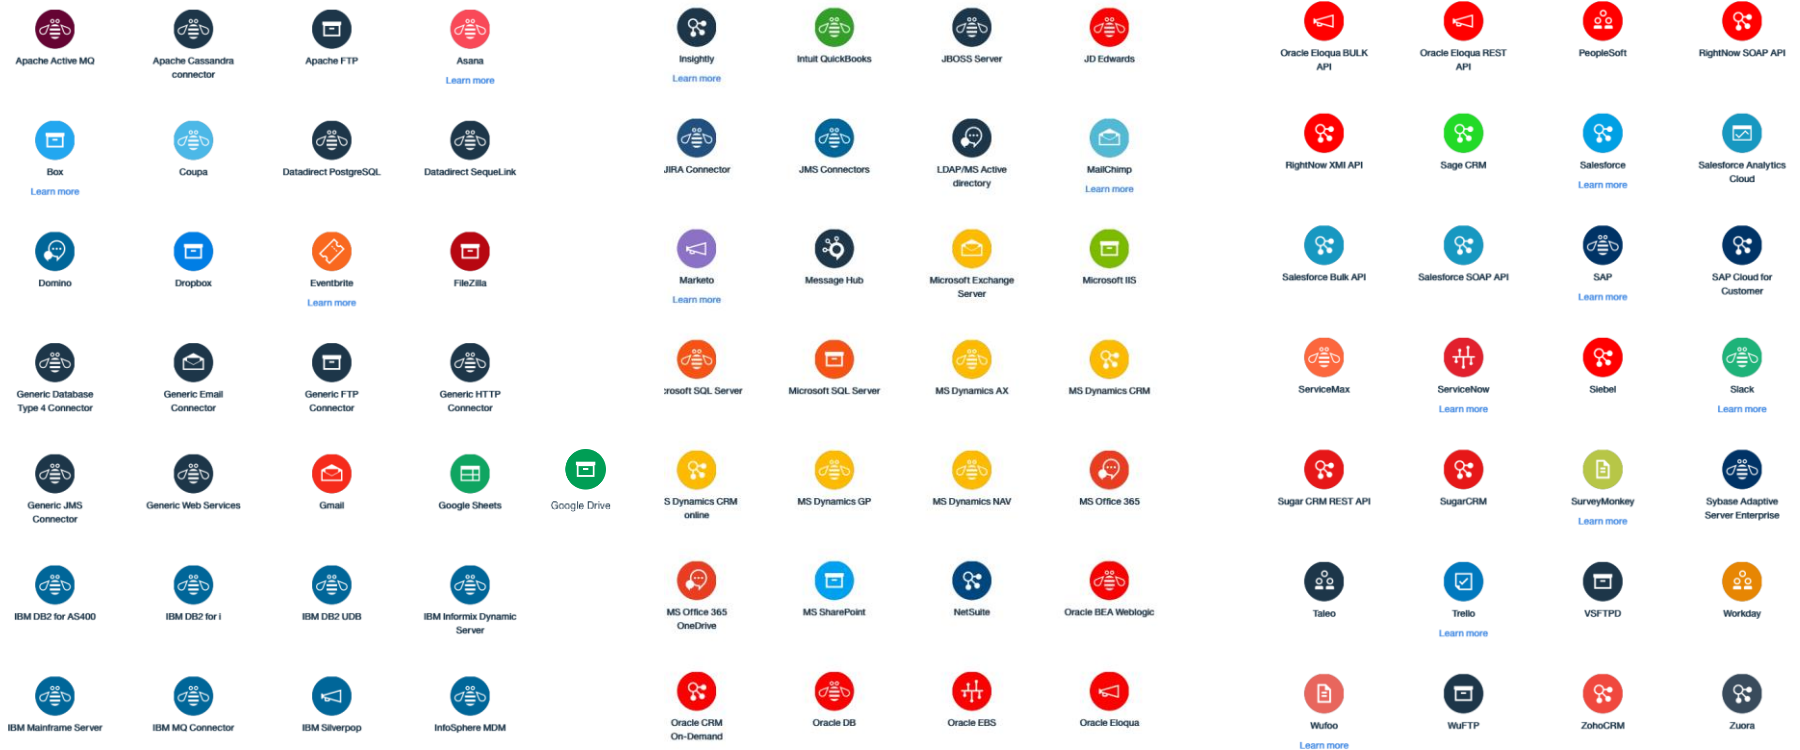 Apache Active MQ
Apache Cassandra
connector
Apache FTP
Asana
Learn more
Box
Learn more
Coupa
Datadirect PostgreSQL
Datadirect SequeLink
Domino
Dropbox
Eventbrite
Learn more
FileZilla
Generic Database
Type 4 Connector
Generic Email
Connector
Generic FTP
Connector
Generic HTTP
Connector
Generic JMS
Connector
Generic Web Services
Gmail
Google Sheets
Google Drive
IBM DB2 for AS400
IBM DB2 for i
IBM DB2 UDB
IBM Informix Dynamic
Server
IBM Mainframe Server
IBM MQ Connector
IBM Silverpop
InfoSphere MDM
Insightly
Learn more
Intuit QuickBooks
JBOSS Server
JD Edwards
JIRA Connector
JMS Connectors
LDAP/MS Active
directory
MailChimp
Learn more
Marketo
Learn more
Message Hub
Microsoft Exchange
Server
Microsoft IIS
crosoft SQL Server
Microsoft SQL Server
MS Dynamics AX
MS Dynamics CRM
S Dynamics CRM
online
MS Dynamics GP
MS Dynamics NAV
MS Office 365
MS Office 365
OneDrive
MS SharePoint
NetSuite
Oracle BEA Weblogic
Oracle CRM
On-Demand
Oracle DB
Oracle EBS
Oracle Eloqua
Oracle Eloqua BULK
API
Oracle Eloqua REST
API
PeopleSoft
RightNow SOAP API
RightNow XMI API
Sage CRM
Salesforce
Learn more
Salesforce Analytics
Cloud
Salesforce Bulk API
Salesforce SOAP API
SAP
Learn more
SAP Cloud for
Customer
ServiceMax
ServiceNow
Learn more
Siebel
Slack
Learn more
Sugar CRM REST API
SugarCRM
SurveyMonkey
Learn more
Sybase Adaptive
Server Enterprise
Taleo
Trello
Learn more
VSFTPD
Workday
Wufoo
Learn more
WuFTP
ZohoCRM
Zuora